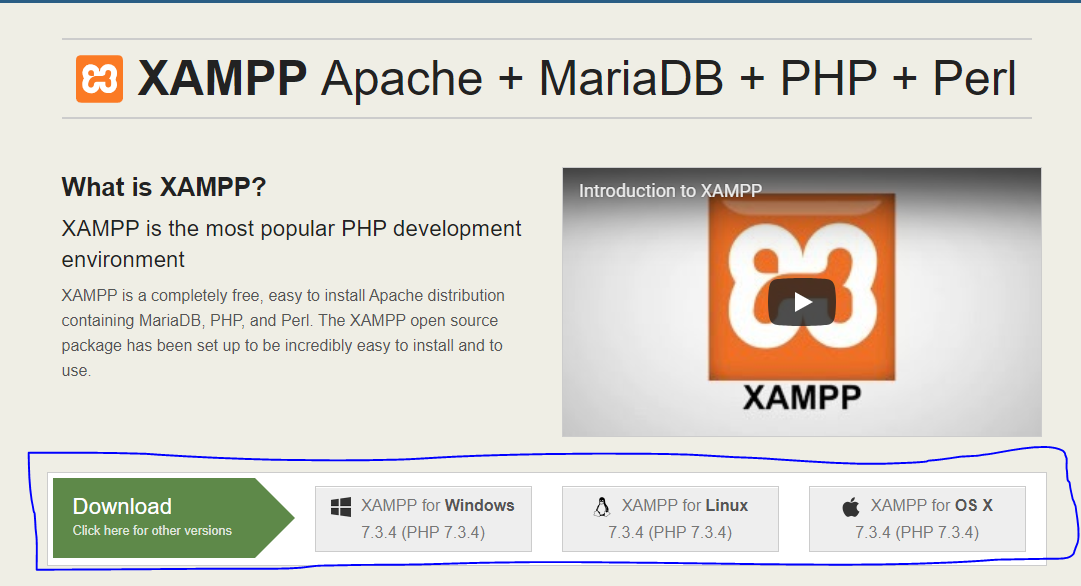 XAMPP Apache + MariaDB + PHP + Perl
What is XAMPP?
XAMPP is the most popular PHP development
environment
XAMPP is a completely free, easy to install Apache distribution
containing MariaDB, PHP, and Perl. The XAMPP open source
package has been set up to be incredibly easy to install and to
use.
Introduction to XAMPP
XAMPP
Download
Click here for other versions
XAMPP for Windows
7.3.4 (PHP 7.3.4)
XAMPP for Linux
7.3.4 (PHP 7.3.4)
XAMPP for OS X
7.3.4 (PHP 7.3.4)